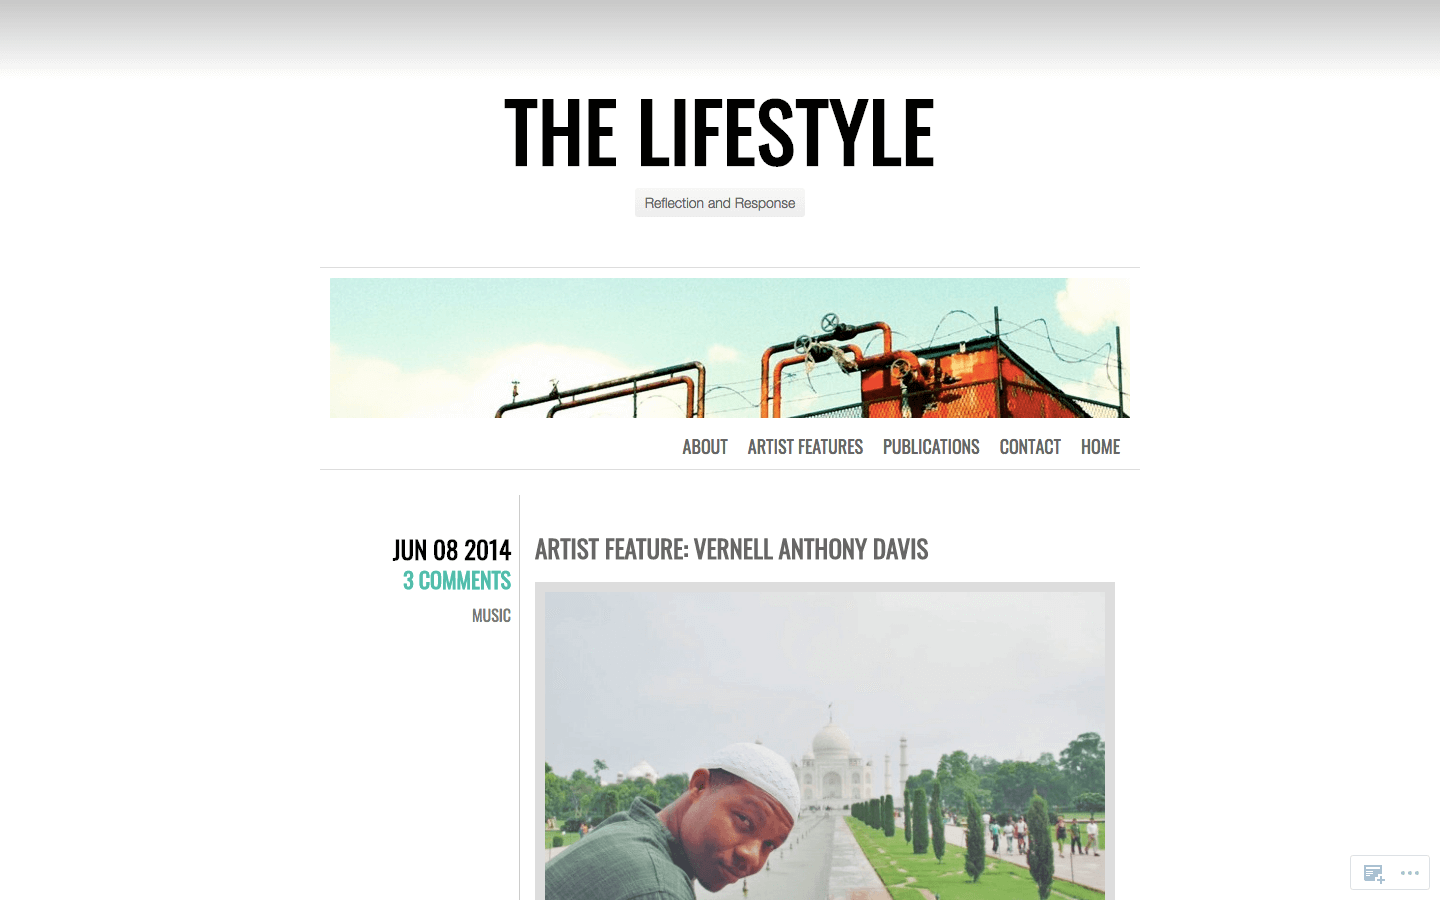 THE LIFESTYLE
Reflection and Response
ABOUT ARTIST FEATURES PUBLICATIONS CONTACT HOME
JUN 08 2014
3 COMMENTS
MUSIC
ARTIST FEATURE: VERNELL ANTHONY DAVIS